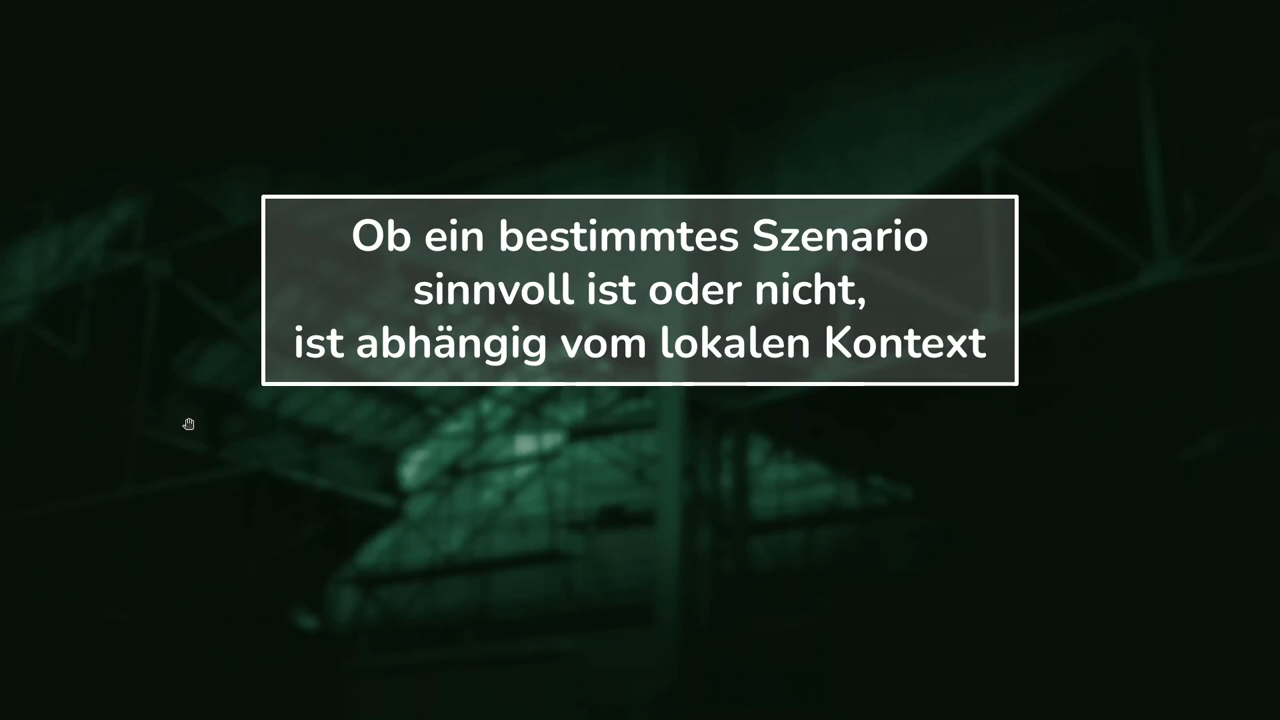 Ob ein bestimmtes Szenario
sinnvoll ist oder nicht,
ist abhängig vom lokalen Kontext